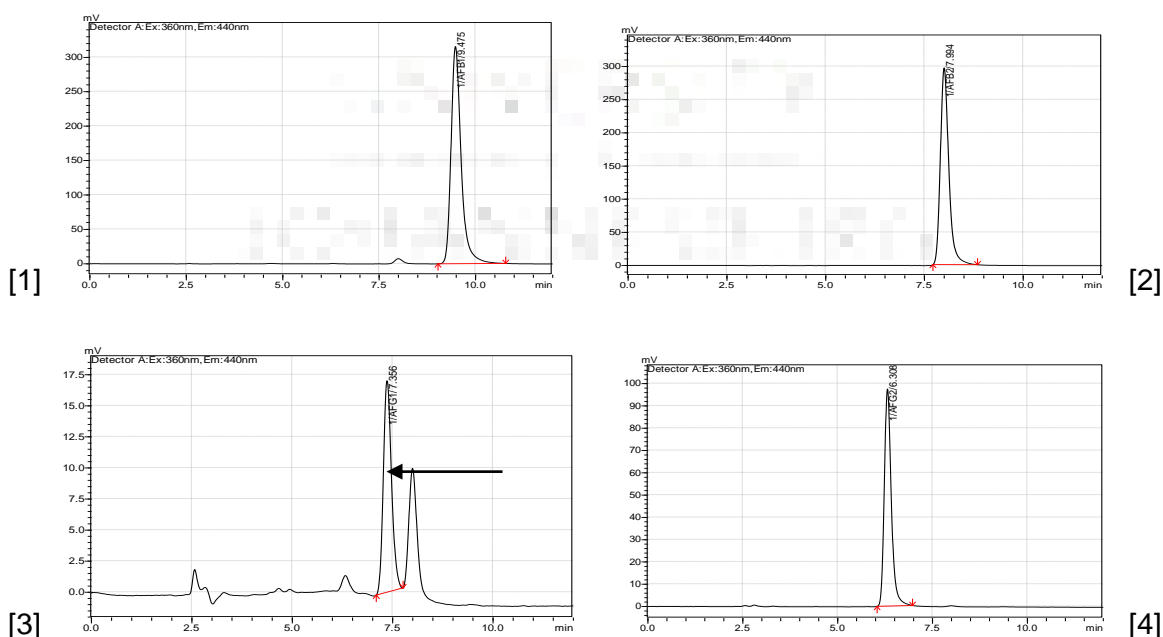 mV
Detector A:Ex:360nm,Em:440nm
1/AFB1/9.475
300
250
200
150
100
50
0
0.0 2.5 5.0 7.5 10.0 min
[1]
mV
Detector A:Ex:360nm,Em:440nm
1/AFB2/7.994
300
250
200
150
100
50
0
0.0 2.5 5.0 7.5 10.0 min
[2]
mV
Detector A:Ex:360nm,Em:440nm
1/AFG1/7.356
17.5
15.0
12.5
10.0
7.5
5.0
2.5
0.0
0.0 2.5 5.0 7.5 10.0 min
[3]
mV
Detector A:Ex:360nm,Em:440nm
1/AFG2/6.308
100
90
80
70
60
50
40
30
20
10
0
0.0 2.5 5.0 7.5 10.0 min
[4]